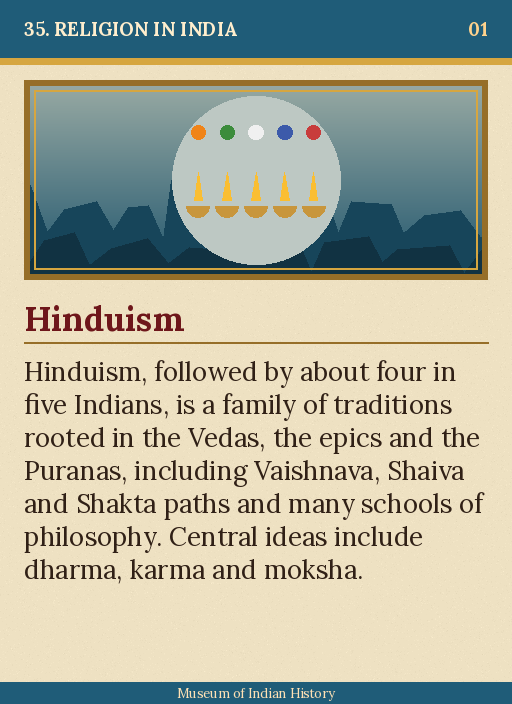 35. RELIGION IN INDIA
01
Hinduism
Hinduism, followed by about four in
five Indians, is a family of traditions
rooted in the Vedas, the epics and the
Puranas, including Vaishnava, Shaiva
and Shakta paths and many schools of
philosophy. Central ideas include
dharma, karma and moksha.
Museum of Indian History